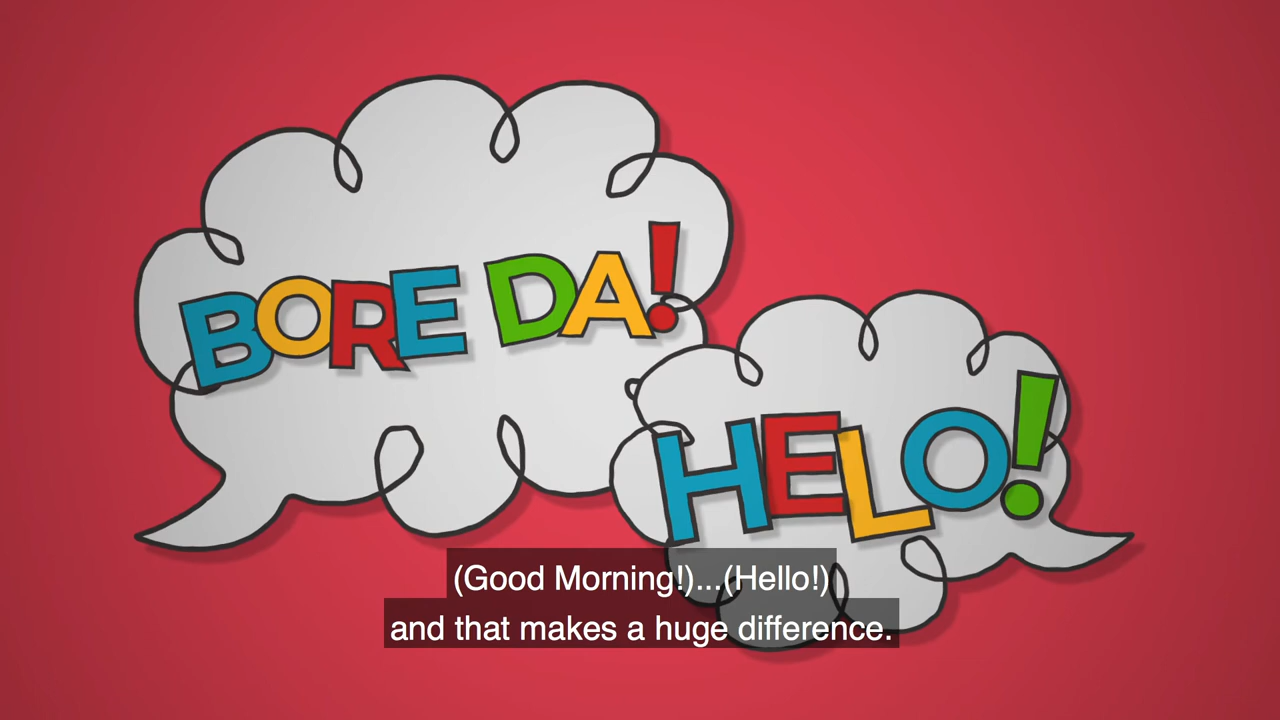 BORE DA!
HELO!
(Good Morning!)...(Hello!)
and that makes a huge difference.